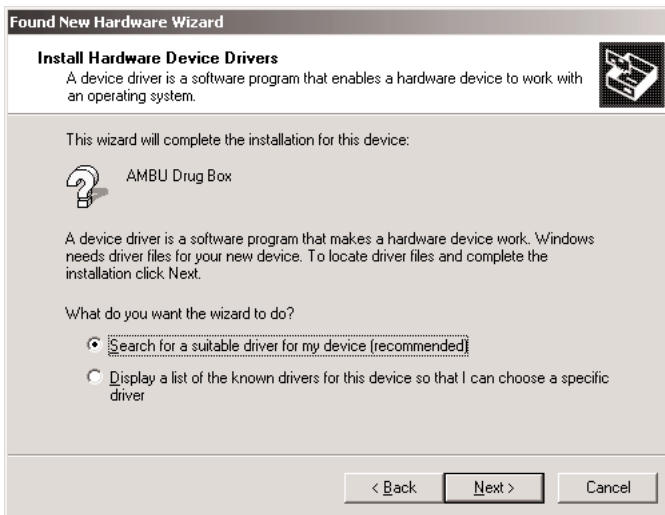 Found New Hardware Wizard
Install Hardware Device Drivers
A device driver is a software program that enables a hardware device to work with
an operating system.
This wizard will complete the installation for this device:
AMBU Drug Box
A device driver is a software program that makes a hardware device work. Windows
needs driver files for your new device. To locate driver files and complete the
installation click Next.
What do you want the wizard to do?
Search for a suitable driver for my device (recommended)
Display a list of the known drivers for this device so that I can choose a specific
driver
< Back Next > Cancel